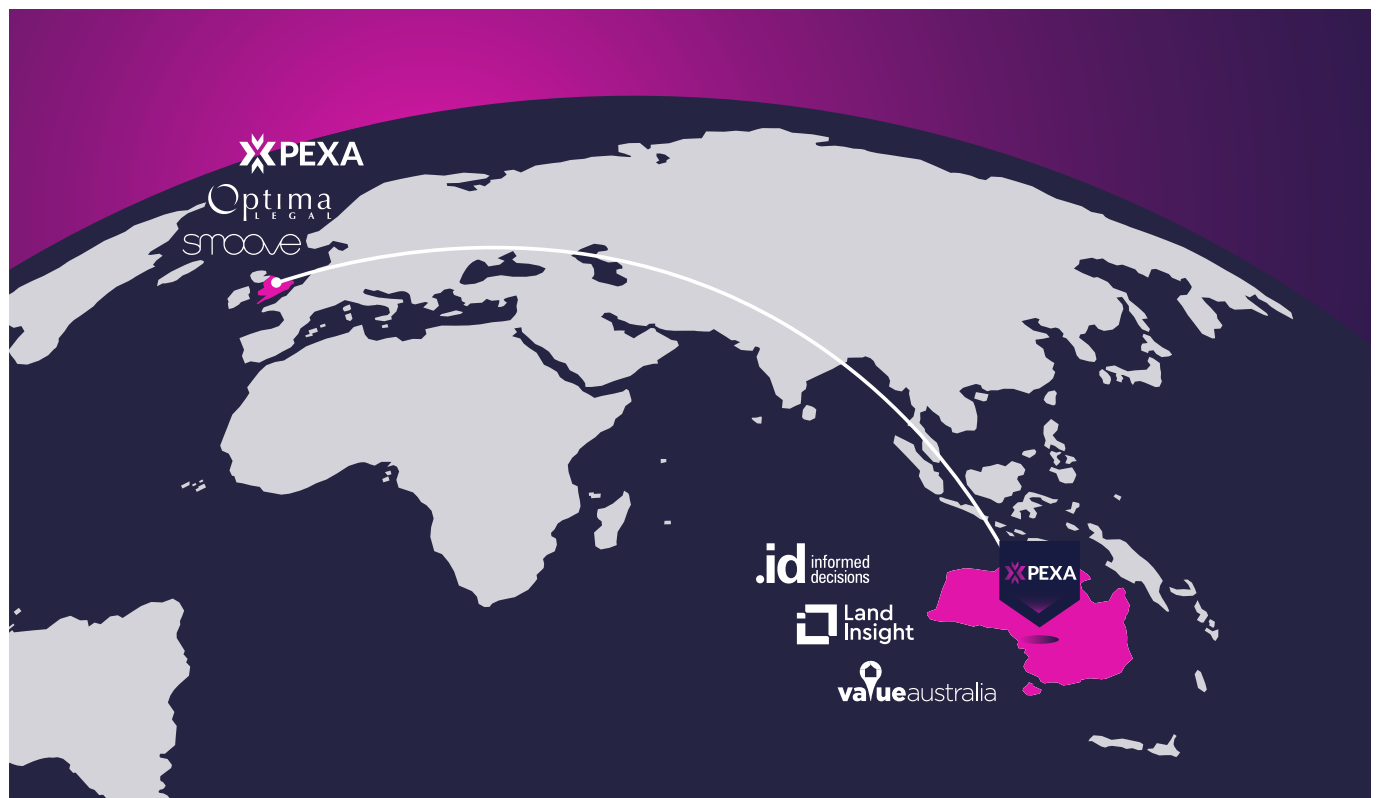 PEXA
Optima
LEGAL
smoove
.id informed
decisions
PEXA
Land
Insight
valueaustralia